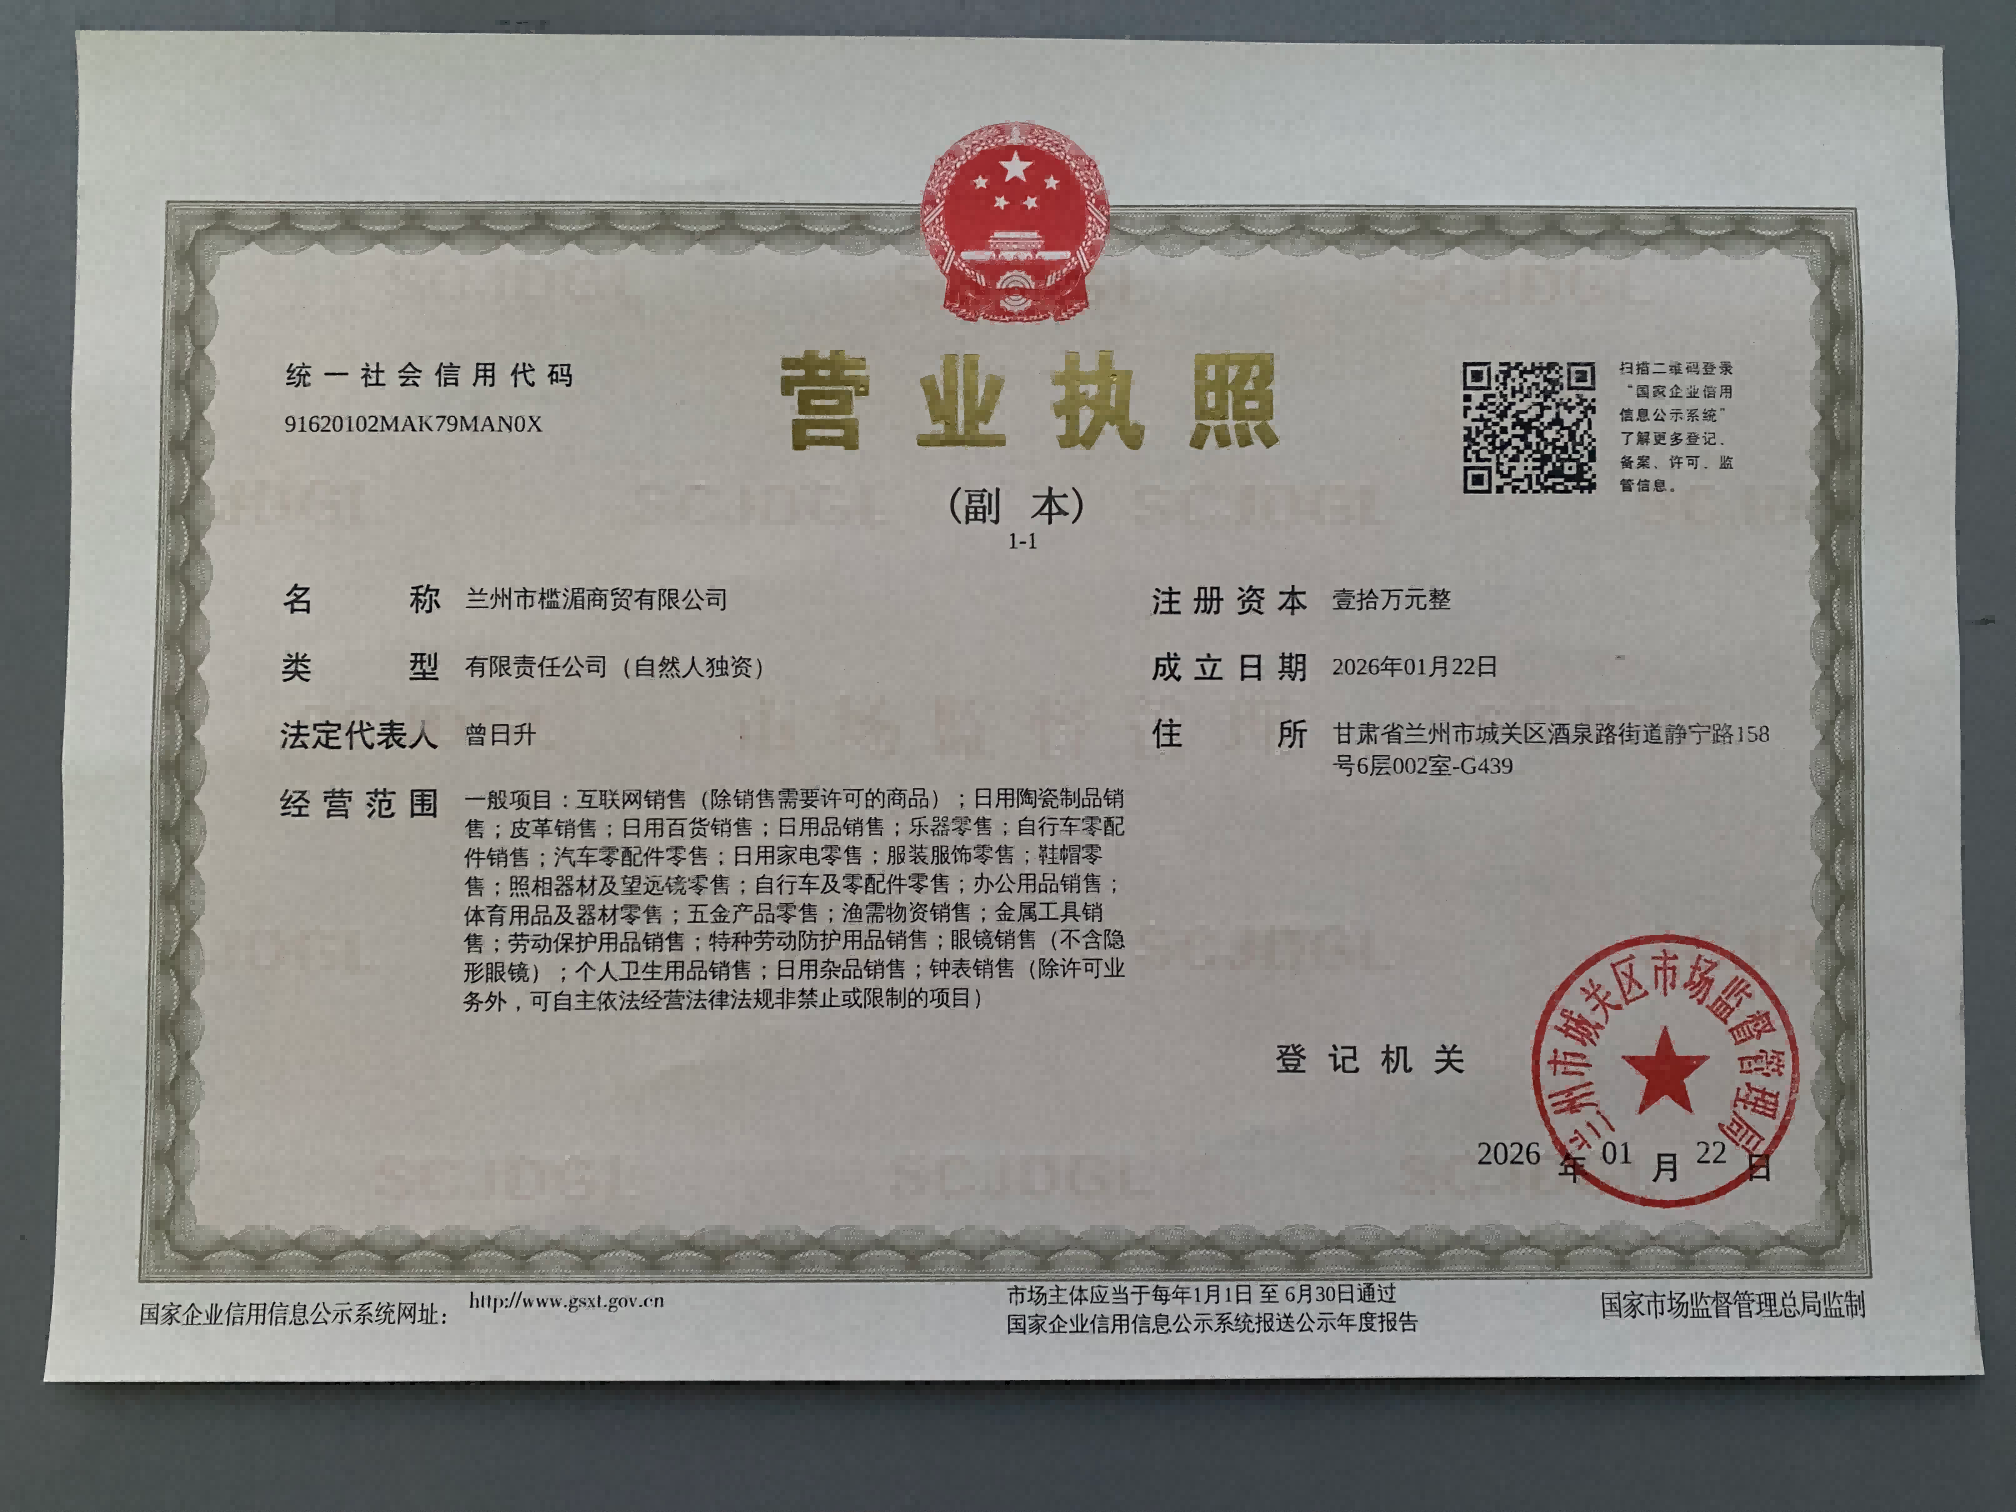 统一社会信用代码
91620102MAK79MAN0X
营业执照
（副 本）
1-1
扫描二维码登录
“国家企业信用
信息公示系统”
了解更多登记、
备案、许可、监
管信息。
名称 兰州市槛湄商贸有限公司
类型 有限责任公司（自然人独资）
法定代表人 曾日升
经营范围 一般项目：互联网销售（除销售需要许可的商品）；日用陶瓷制品销
售；皮革销售；日用百货销售；日用品销售；乐器零售；自行车零配
件销售；汽车零配件零售；日用家电零售；服装服饰零售；鞋帽零
售；照相器材及望远镜零售；自行车及零配件零售；办公用品销售；
体育用品及器材零售；五金产品零售；渔需物资销售；金属工具销
售；劳动保护用品销售；特种劳动防护用品销售；眼镜销售（不含隐
形眼镜）；个人卫生用品销售；日用杂品销售；钟表销售（除许可业
务外，可自主依法经营法律法规非禁止或限制的项目）
注册资本 壹拾万元整
成立日期 2026年01月22日
住所 甘肃省兰州市城关区酒泉路街道静宁路158
号6层002室-G439
登记机关
兰州市城关区市场监督管理局
2026年01月22日
国家企业信用信息公示系统网址：http://www.gsxt.gov.cn
市场主体应当于每年1月1日 至 6月30日通过
国家企业信用信息公示系统报送公示年度报告
国家市场监督管理总局监制